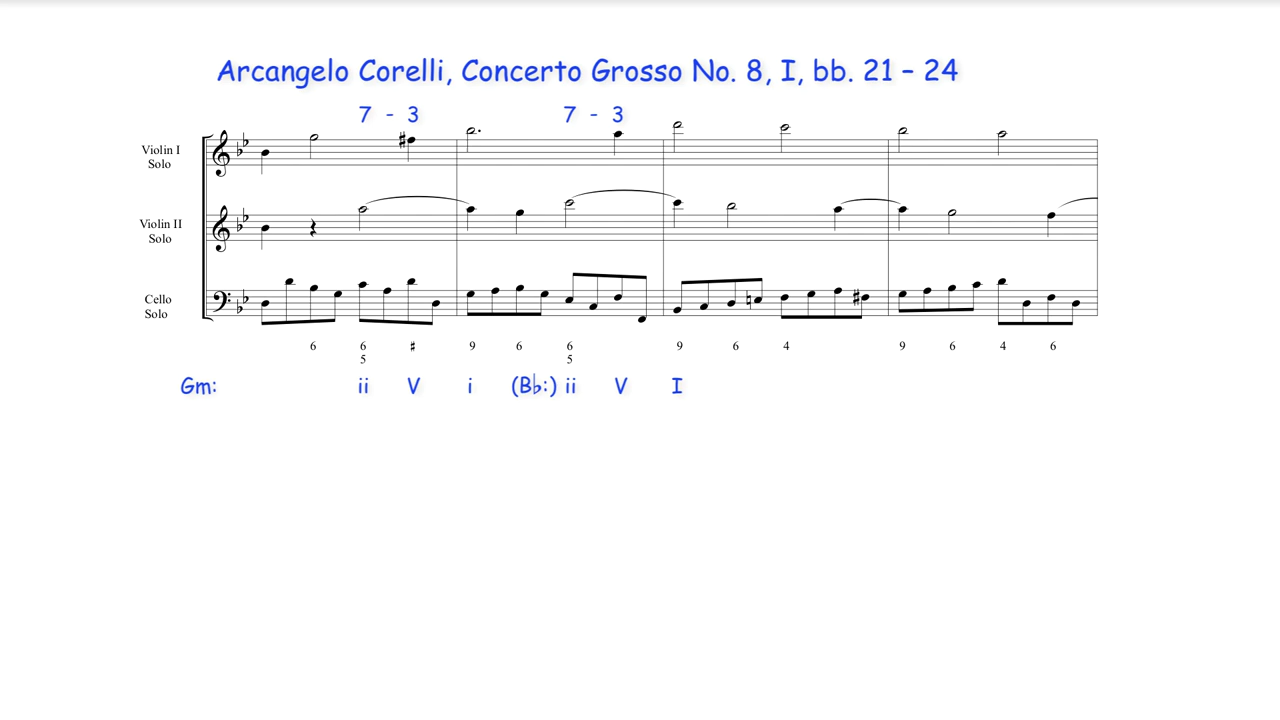 Arcangelo Corelli, Concerto Grosso No. 8, I, bb. 21 – 24
7 - 3 7 - 3
Violin I
Solo
Violin II
Solo
Cello
Solo
6 6 ♯ 9 6 6 9 6 4 9 6 4 6
5 5
Gm: ii V i (B♭:) ii V I